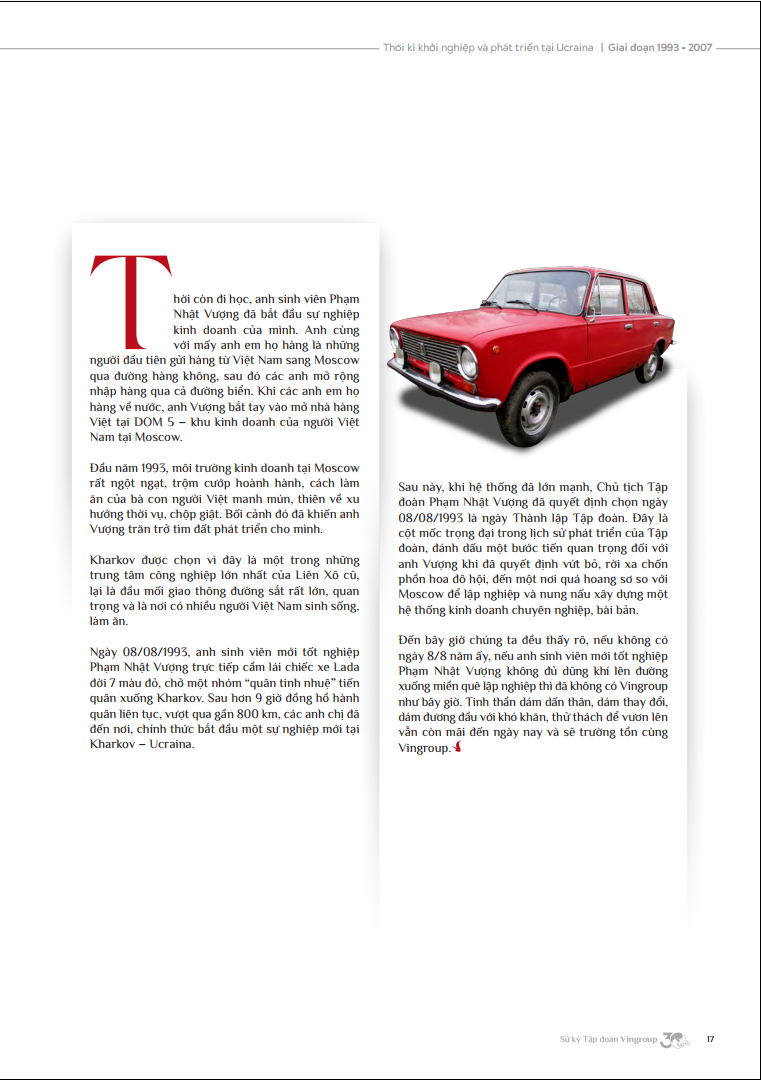 Thời kì khởi nghiệp và phát triển tại Ucraina | Giai đoạn 1993 - 2007
Thời còn đi học, anh sinh viên Phạm
Nhật Vượng đã bắt đầu sự nghiệp
kinh doanh của mình. Anh cùng
với mấy anh em họ hàng là những
người đầu tiên gửi hàng từ Việt Nam sang Moscow
qua đường hàng không, sau đó các anh mở rộng
nhập hàng qua cả đường biển. Khi các anh em họ
hàng về nước, anh Vượng bắt tay vào mở nhà hàng
Việt tại DOM 5 – khu kinh doanh của người Việt
Nam tại Moscow.
Đầu năm 1993, môi trường kinh doanh tại Moscow
rất ngột ngạt, trộm cướp hoành hành, cách làm
ăn của bà con người Việt manh mún, thiên về xu
hướng thời vụ, chộp giật. Bối cảnh đó đã khiến anh
Vượng trăn trở tìm đất phát triển cho mình.
Kharkov được chọn vì đây là một trong những
trung tâm công nghiệp lớn nhất của Liên Xô cũ,
lại là đầu mối giao thông đường sắt rất lớn, quan
trọng và là nơi có nhiều người Việt Nam sinh sống,
làm ăn.
Ngày 08/08/1993, anh sinh viên mới tốt nghiệp
Phạm Nhật Vượng trực tiếp cầm lái chiếc xe Lada
đời 7 màu đỏ, chở một nhóm “quân tinh nhuệ” tiến
quân xuống Kharkov. Sau hơn 9 giờ đồng hồ hành
quân liên tục, vượt qua gần 800 km, các anh chị đã
đến nơi, chính thức bắt đầu một sự nghiệp mới tại
Kharkov – Ucraina.
Sau này, khi hệ thống đã lớn mạnh, Chủ tịch Tập
đoàn Phạm Nhật Vượng đã quyết định chọn ngày
08/08/1993 là ngày Thành lập Tập đoàn. Đây là
cột mốc trọng đại trong lịch sử phát triển của Tập
đoàn, đánh dấu một bước tiến quan trọng đối với
anh Vượng khi đã quyết định vứt bỏ, rời xa chốn
phồn hoa đô hội, đến một nơi quá hoang sơ so với
Moscow để lập nghiệp và nung nấu xây dựng một
hệ thống kinh doanh chuyên nghiệp, bài bản.
Đến bây giờ chúng ta đều thấy rõ, nếu không có
ngày 8/8 năm ấy, nếu anh sinh viên mới tốt nghiệp
Phạm Nhật Vượng không đủ dũng khí lên đường
xuống miền quê lập nghiệp thì đã không có Vingroup
như bây giờ. Tinh thần dám dấn thân, dám thay đổi,
dám đương đầu với khó khăn, thử thách để vươn lên
vẫn còn mãi đến ngày nay và sẽ trường tồn cùng
Vingroup.
Sử ký Tập đoàn Vingroup 30 17